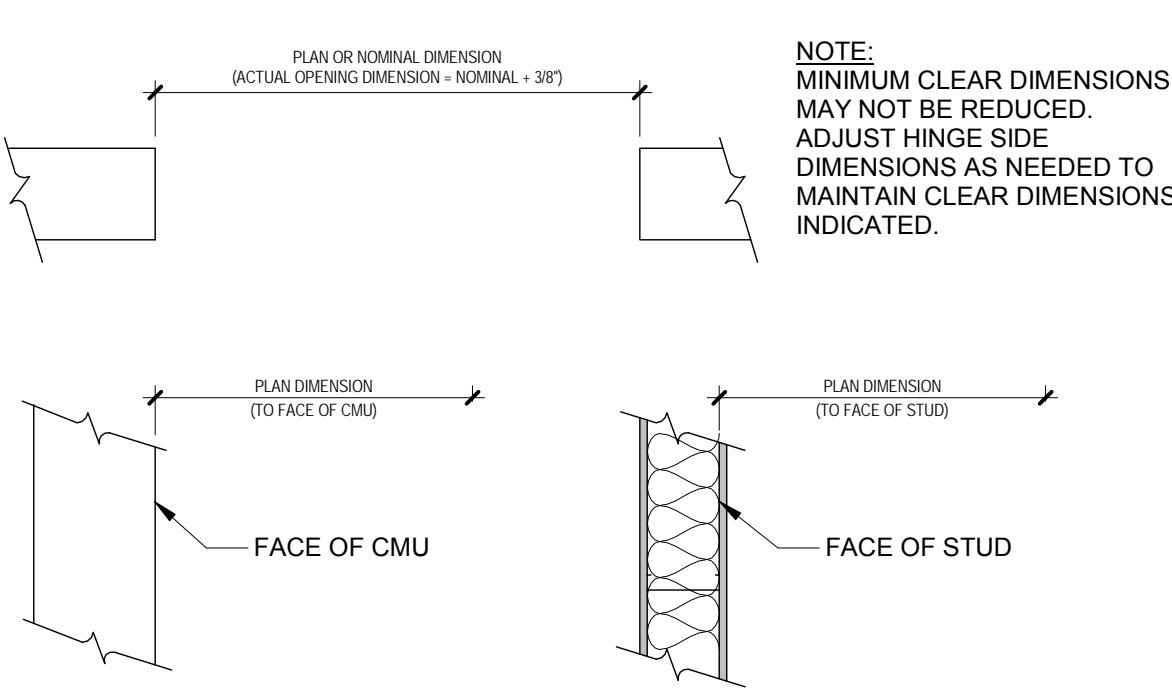 PLAN OR NOMINAL DIMENSION
(ACTUAL OPENING DIMENSION = NOMINAL + 3/8")
NOTE:
MINIMUM CLEAR DIMENSIONS
MAY NOT BE REDUCED.
ADJUST HINGE SIDE
DIMENSIONS AS NEEDED TO
MAINTAIN CLEAR DIMENSIONS
INDICATED.
PLAN DIMENSION
(TO FACE OF CMU)
PLAN DIMENSION
(TO FACE OF STUD)
FACE OF CMU
FACE OF STUD